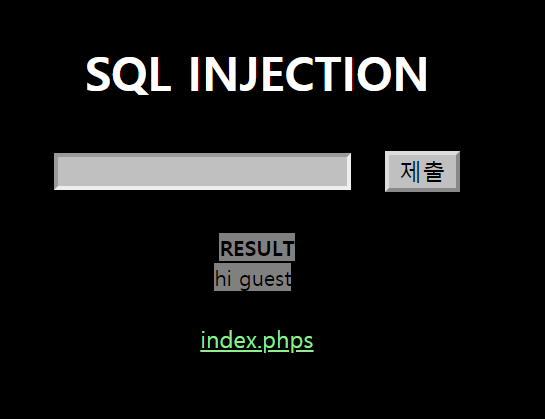 SQL INJECTION
제출
RESULT
hi guest
index.phps